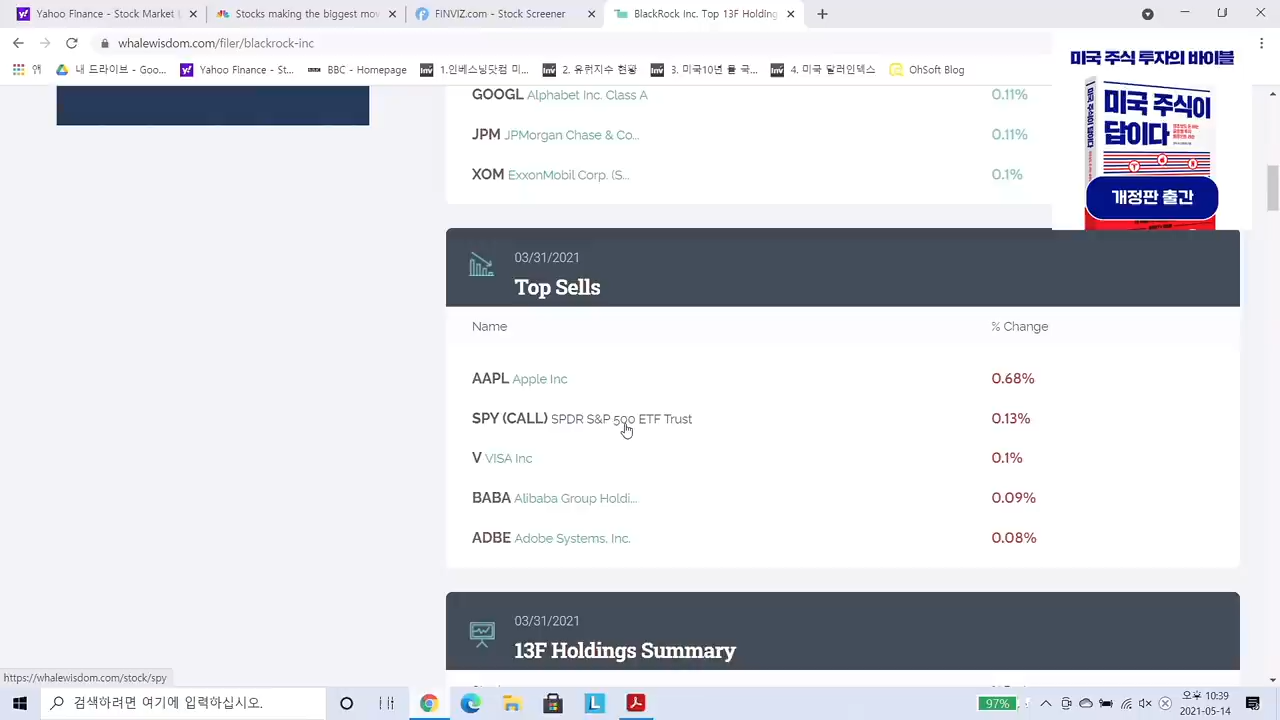 Yahoo Finance - Stock Market
Stocks making the biggest mov
FINVIZ.com - Stock Screener
BlackRock Inc. Top 13F Holding
whalewisdom.com/filer/blackrock-inc
앱
내 드라이브 - Goo...
Yahoo Finance - St...
BBC - Homepage
Inv 1.인베스팅닷컴 미...
Inv 2. 유럽지수 현황
Inv 3. 미국10년 물 국...
Inv 4. 미국 달러인덱스
OhSoft Blog
미국 주식 투자의 바이블
미국 주식이
답이다
개정판 출간
GOOGL Alphabet Inc. Class A 0.11%
JPM JPMorgan Chase & Co... 0.11%
XOM ExxonMobil Corp. (S... 0.1%
03/31/2021
Top Sells
Name % Change
AAPL Apple Inc 0.68%
SPY (CALL) SPDR S&P 500 ETF Trust 0.13%
V VISA Inc 0.1%
BABA Alibaba Group Holdi... 0.09%
ADBE Adobe Systems, Inc. 0.08%
03/31/2021
13F Holdings Summary
https://whalewisdom.com/stock/spy
검색하려면 여기에 입력하십시오.
97%
오후 10:39
2021-05-14